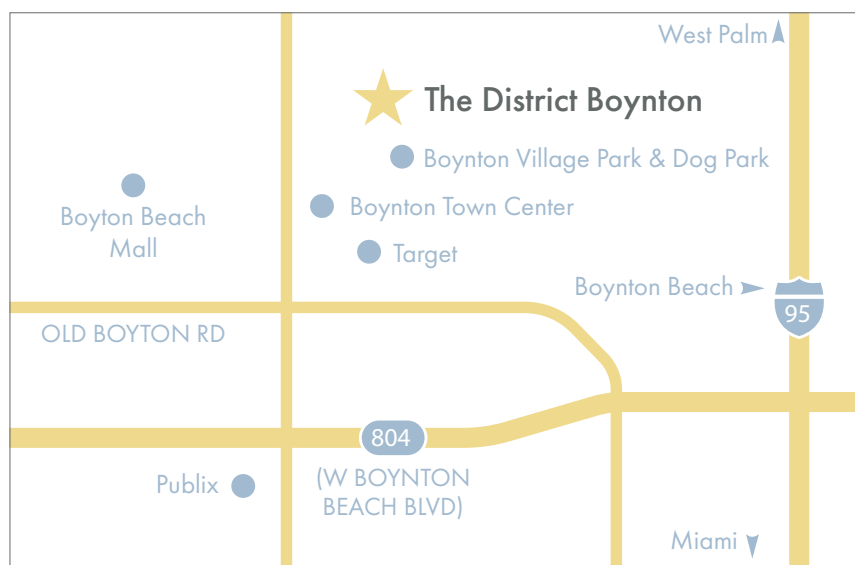 West Palm
The District Boynton
Boynton Village Park & Dog Park
Boyton Beach
Mall
Boynton Town Center
Target
Boynton Beach
95
OLD BOYTON RD
804
(W BOYNTON
BEACH BLVD)
Publix
Miami